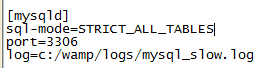 [mysqld]
sql-mode=STRICT_ALL_TABLES
port=3306
log=c:/wamp/logs/mysql_slow.log